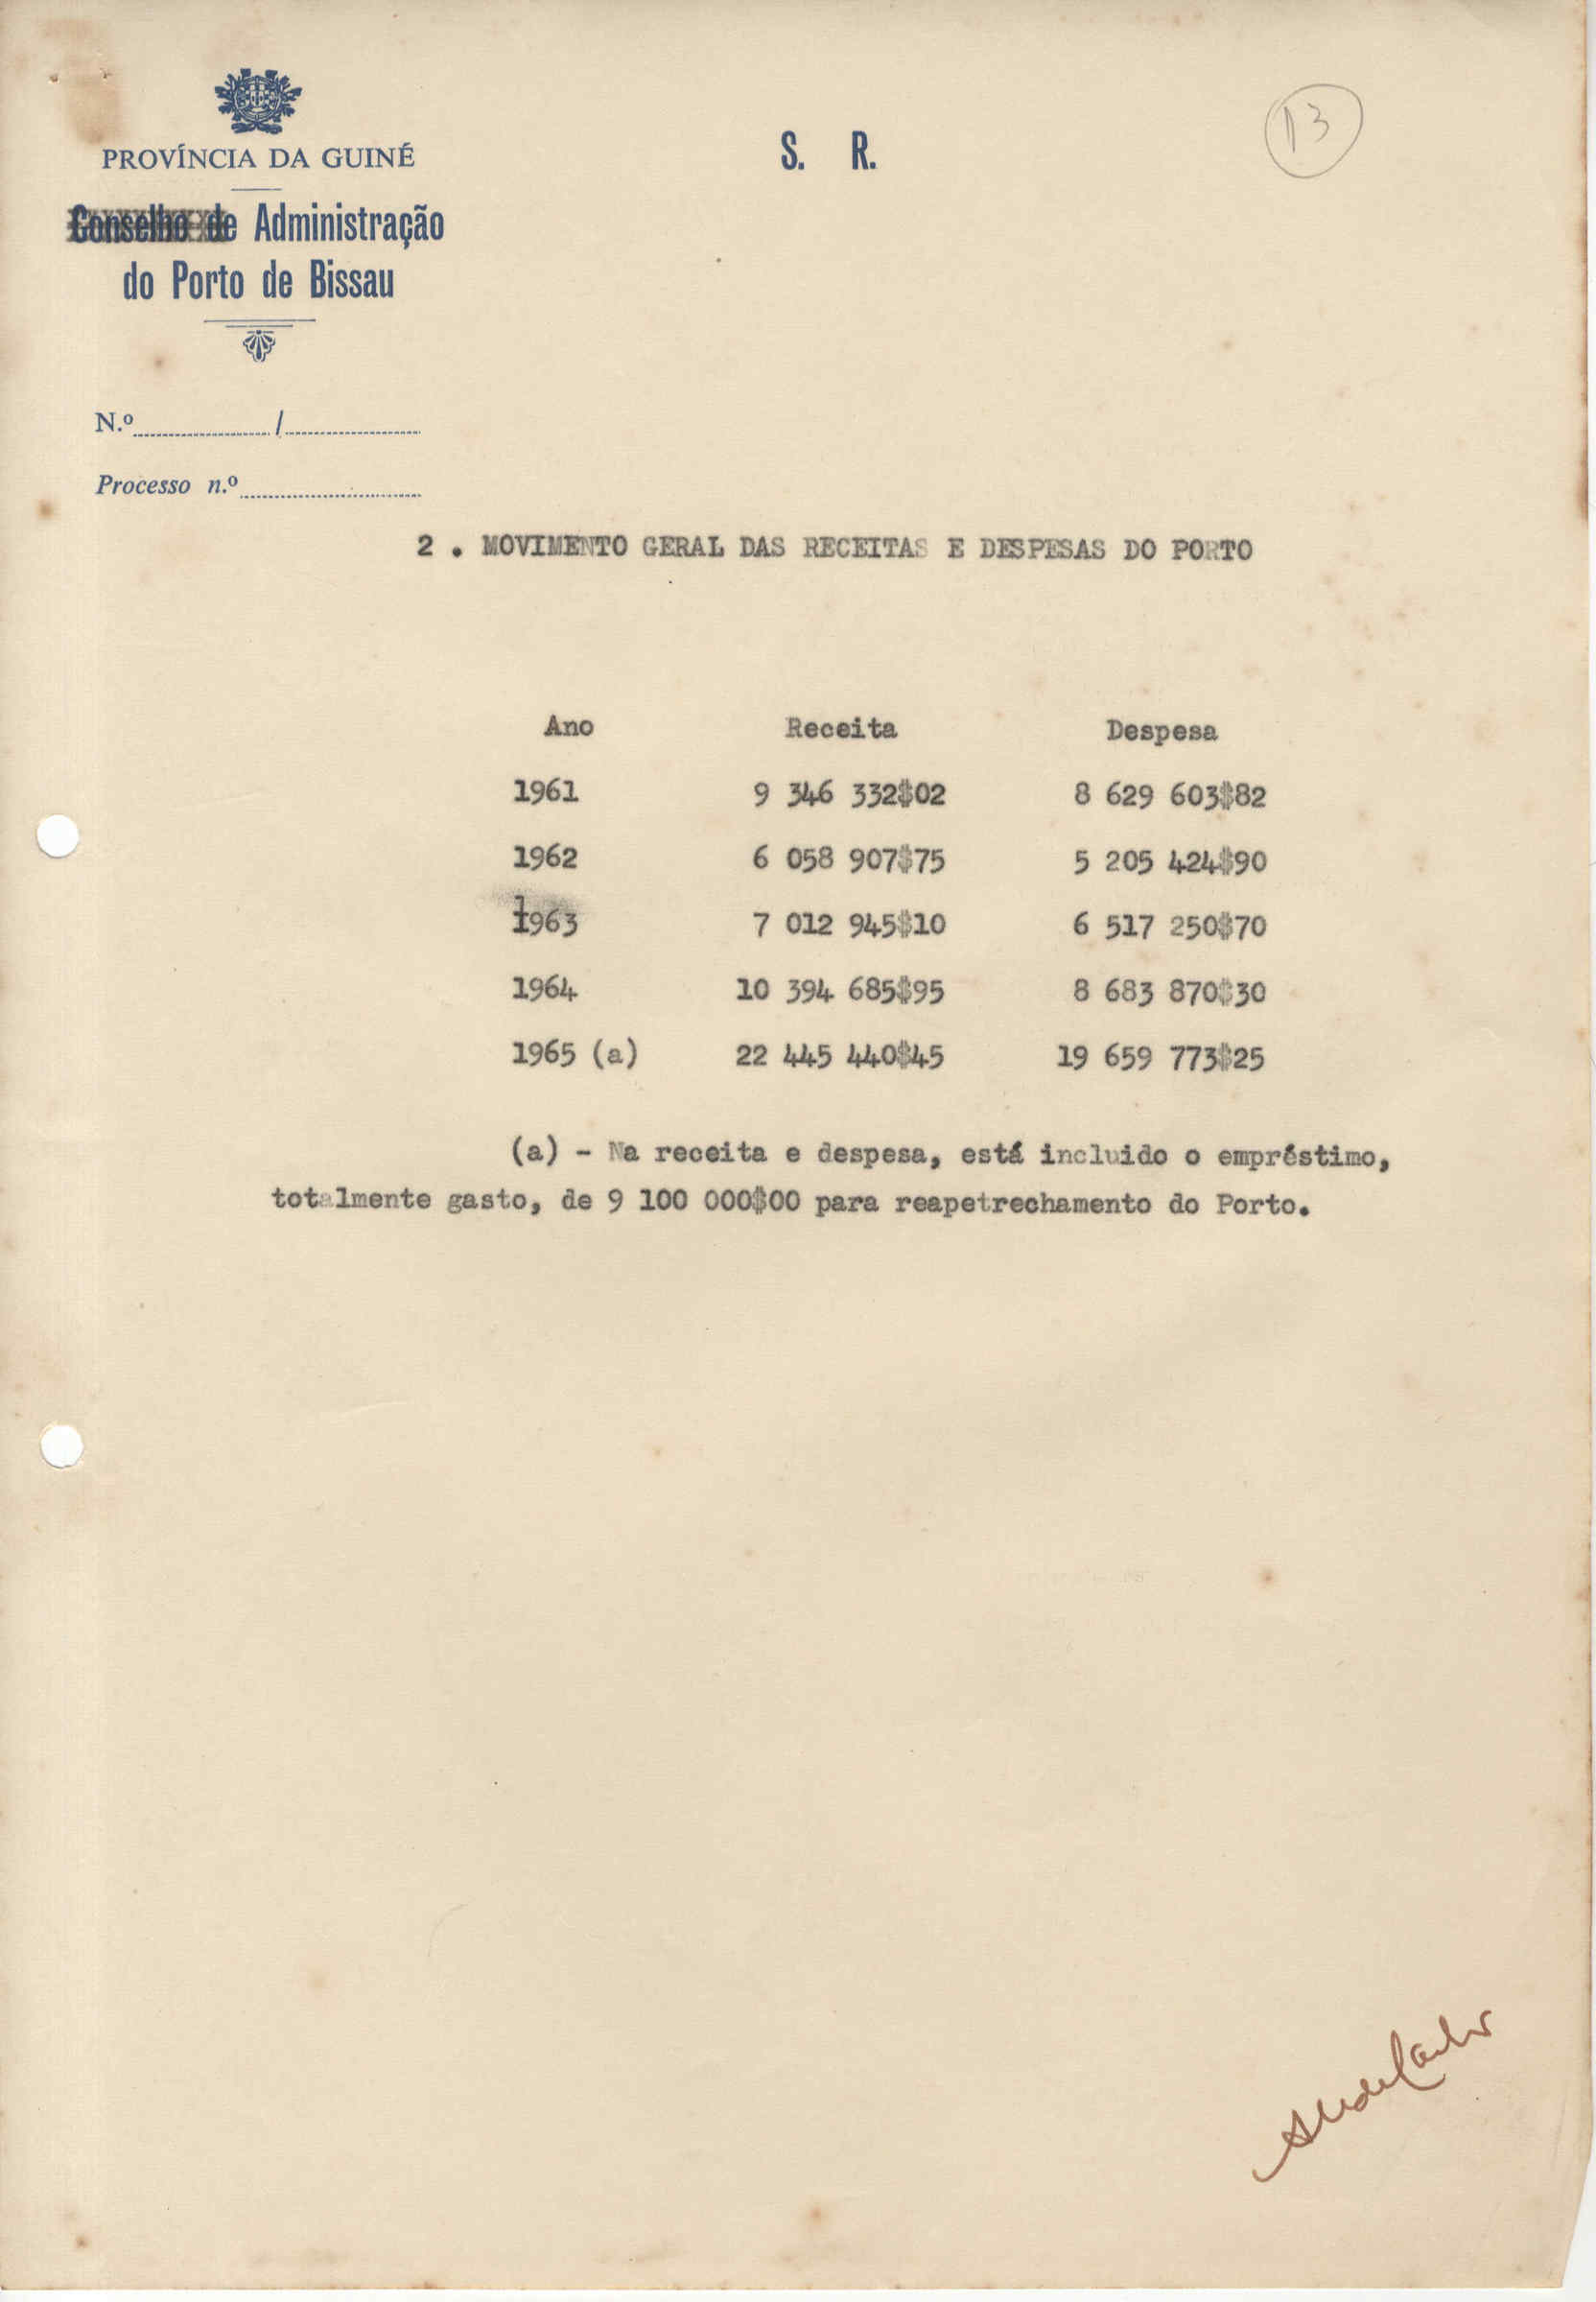 13
PROVÍNCIA DA GUINÉ
S. R.
Conselho de Administração
do Porto de Bissau
N.º / 
Processo n.º
2 . MOVIMENTO GERAL DAS RECEITAS E DESPESAS DO PORTO
Ano Receita Despesa
1961 9 346 332$02 8 629 603$82
1962 6 058 907$75 5 205 424$90
1963 7 012 945$10 6 517 250$70
1964 10 394 685$95 8 683 870$30
1965 (a) 22 445 440$45 19 659 773$25
(a) - Na receita e despesa, está incluido o empréstimo,
totalmente gasto, de 9 100 000$00 para reapetrechamento do Porto.